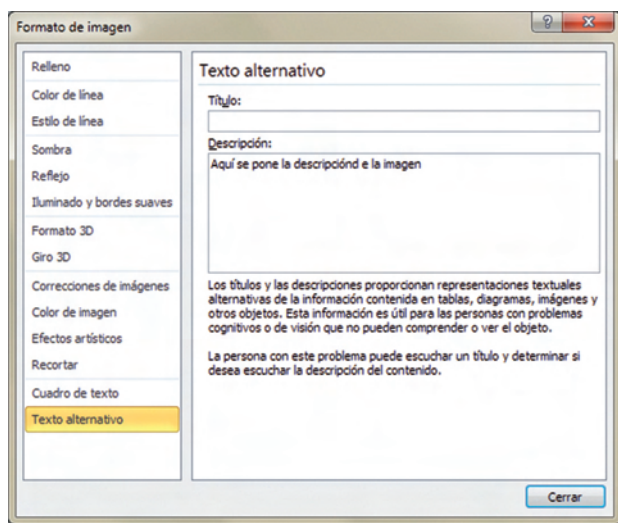 Formato de imagen
?
X
Relleno
Color de línea
Estilo de línea
Sombra
Reflejo
Iluminado y bordes suaves
Formato 3D
Giro 3D
Correcciones de imágenes
Color de imagen
Efectos artísticos
Recortar
Cuadro de texto
Texto alternativo
Texto alternativo
Título:
Descripción:
Aquí se pone la descripciónd e la imagen
Los títulos y las descripciones proporcionan representaciones textuales
alternativas de la información contenida en tablas, diagramas, imágenes y
otros objetos. Esta información es útil para las personas con problemas
cognitivos o de visión que no pueden comprender o ver el objeto.
La persona con este problema puede escuchar un título y determinar si
desea escuchar la descripción del contenido.
Cerrar